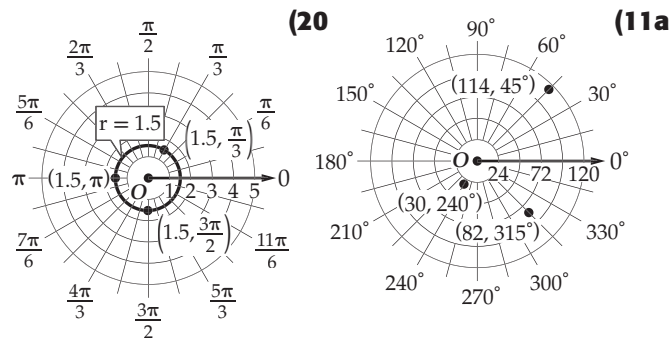 (20
(11a
π/2
2π/3
π/3
5π/6
π/6
r = 1.5
(1.5, π/3)
π
(1.5, π)
O
1 2 3 4 5
0
(1.5, 3π/2)
7π/6
11π/6
4π/3
5π/3
3π/2
90°
120°
60°
(114, 45°)
150°
30°
180°
O
0°
24 72 120
(30, 240°)
(82, 315°)
210°
330°
240°
300°
270°